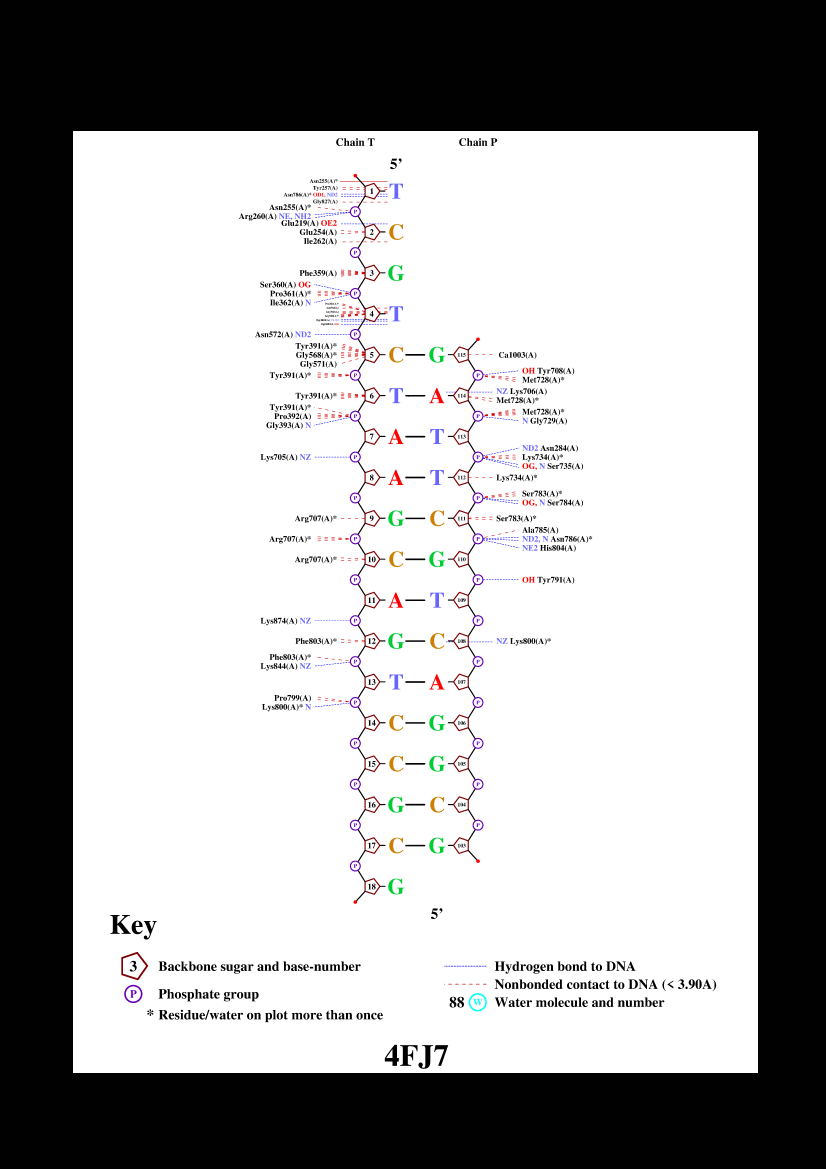 Chain T Chain P
5'
Asn255(A)*
Tyr257(A)
Asn786(A)* OD1, ND2
1 T
Gly827(A)
Asn255(A)*
P
Arg260(A) NE, NH2
Glu219(A) OE2
Glu254(A) 2 C
Ile262(A)
P
Phe359(A) 3 G
Ser360(A) OG
Pro361(A)* P
Ile362(A) N
4 T
Asn572(A) ND2 P
Tyr391(A)*
Gly568(A)* 5 C G 115 Ca1003(A)
Gly571(A)
OH Tyr708(A)
Tyr391(A)* P P
Met728(A)*
NZ Lys706(A)
Tyr391(A)* 6 T A 114
Met728(A)*
Tyr391(A)* Met728(A)*
Pro392(A) P P
Gly393(A) N N Gly729(A)
7 A T 113
ND2 Asn284(A)
Lys705(A) NZ P P Lys734(A)*
OG, N Ser735(A)
8 A T 112 Lys734(A)*
Ser783(A)*
P P
OG, N Ser784(A)
Arg707(A)* 9 G C 111 Ser783(A)*
Ala785(A)
Arg707(A)* P P ND2, N Asn786(A)*
NE2 His804(A)
Arg707(A)* 10 C G 110
P P OH Tyr791(A)
11 A T 109
Lys874(A) NZ P P
Phe803(A)* 12 G C 108 NZ Lys800(A)*
Phe803(A)*
P P
Lys844(A) NZ
13 T A 107
Pro799(A)
P P
Lys800(A)* N
14 C G 106
P P
15 C G 105
P P
16 G C 104
P P
17 C G 103
P
18 G
5'
Key
3 Backbone sugar and base-number
P Phosphate group
* Residue/water on plot more than once
Hydrogen bond to DNA
Nonbonded contact to DNA (< 3.90A)
88 W Water molecule and number
4FJ7